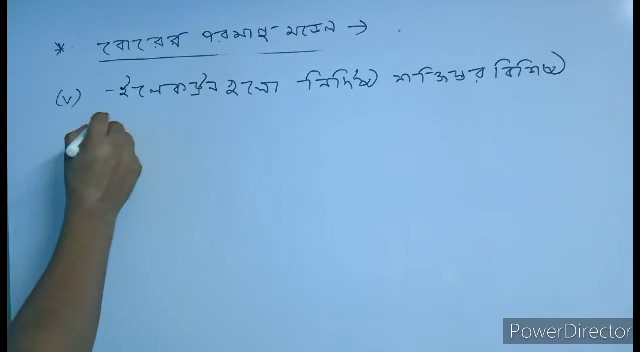 * বোরের পরমাণু মডেল →
(v) -ইলেকট্রন হলো নির্দিষ্ট শক্তিস্তর বিশিষ্ট
PowerDirector